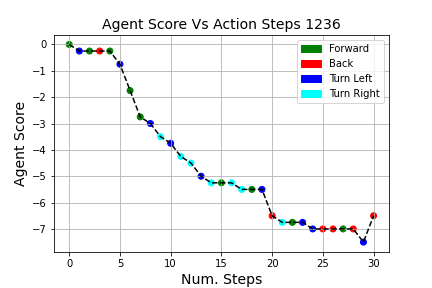 Agent Score Vs Action Steps 1236
Agent Score
0
−1
−2
−3
−4
−5
−6
−7
Forward
Back
Turn Left
Turn Right
0 5 10 15 20 25 30
Num. Steps